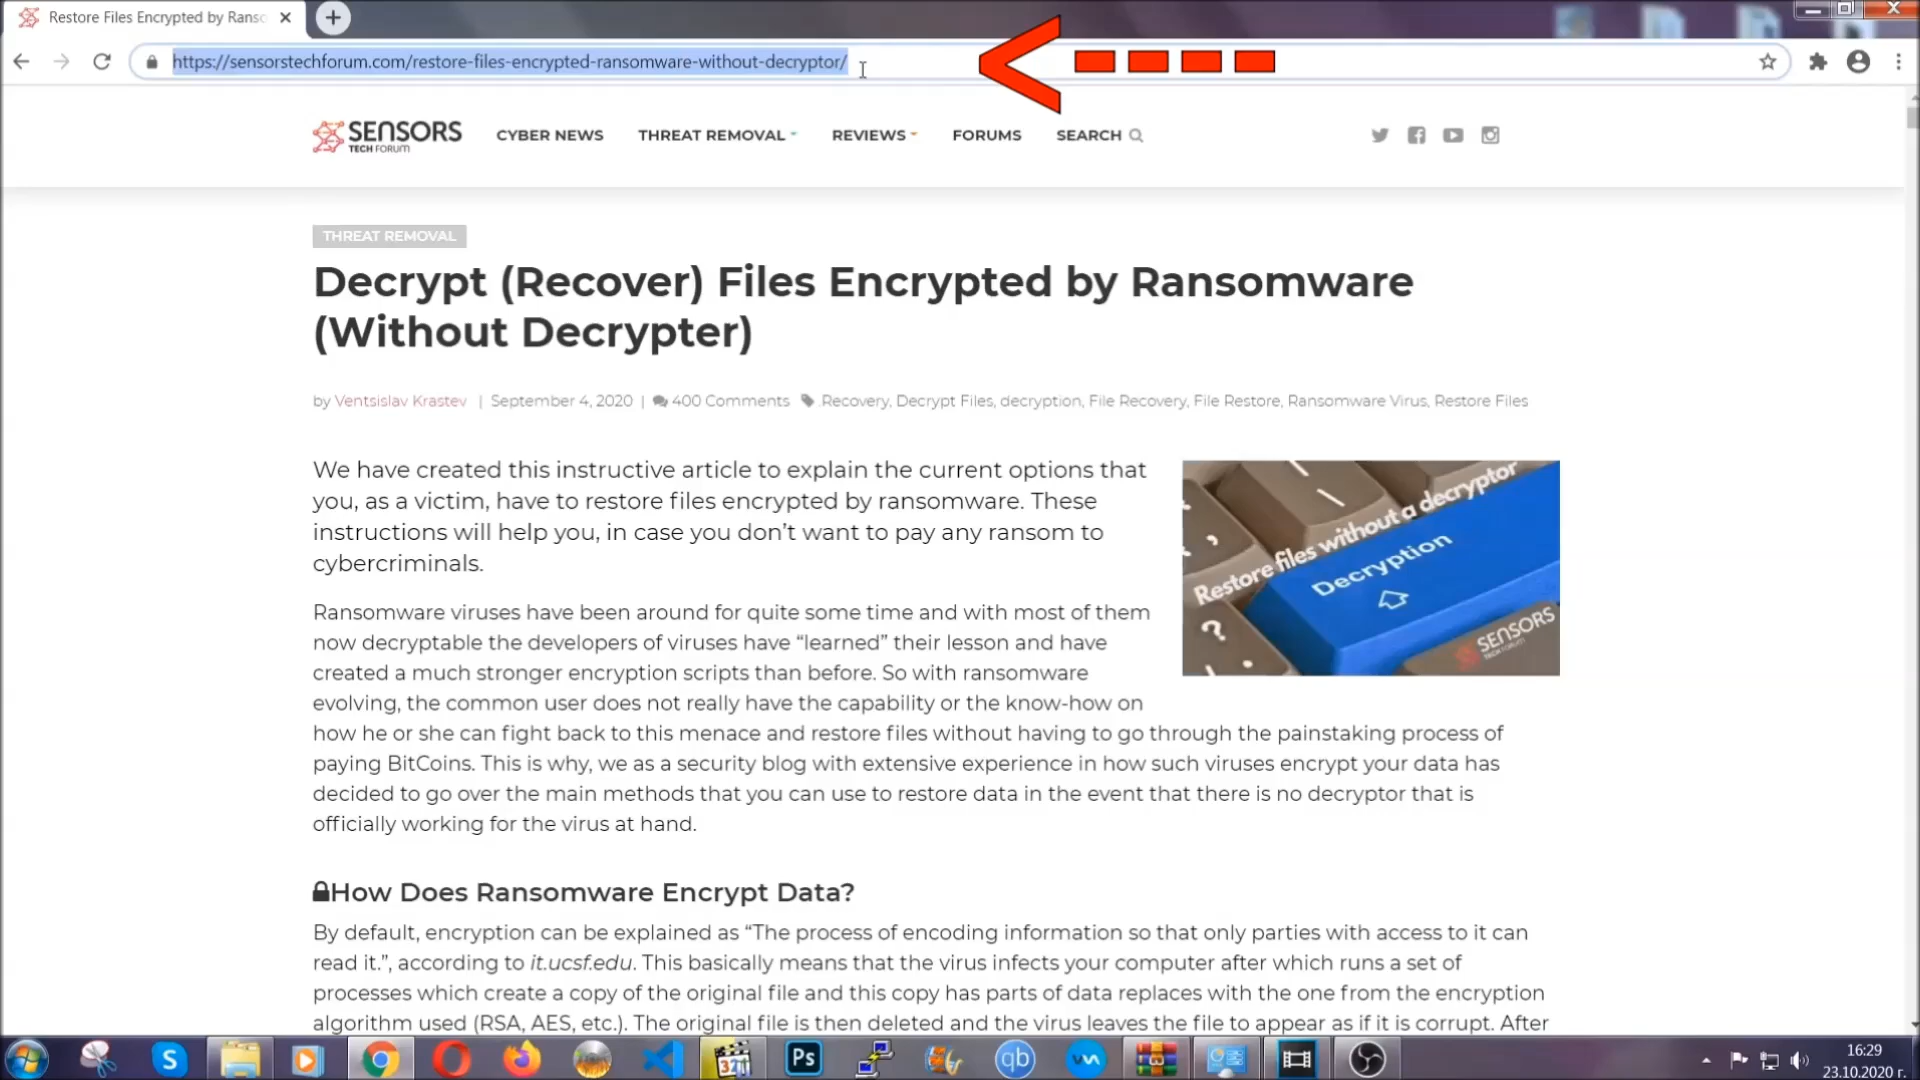 Restore Files Encrypted by Ranso
https://sensorstechforum.com/restore-files-encrypted-ransomware-without-decryptor/
SENSORS
TECH FORUM
CYBER NEWS
THREAT REMOVAL
REVIEWS
FORUMS
SEARCH
THREAT REMOVAL
Decrypt (Recover) Files Encrypted by Ransomware
(Without Decrypter)
by Ventsislav Krastev | September 4, 2020 | 400 Comments .Recovery, Decrypt Files, decryption, File Recovery, File Restore, Ransomware Virus, Restore Files
We have created this instructive article to explain the current options that
you, as a victim, have to restore files encrypted by ransomware. These
instructions will help you, in case you don’t want to pay any ransom to
cybercriminals.
Restore files without a decryptor
Decryption
SENSORS
TECH FORUM
Ransomware viruses have been around for quite some time and with most of them
now decryptable the developers of viruses have “learned” their lesson and have
created a much stronger encryption scripts than before. So with ransomware
evolving, the common user does not really have the capability or the know-how on
how he or she can fight back to this menace and restore files without having to go through the painstaking process of
paying BitCoins. This is why, we as a security blog with extensive experience in how such viruses encrypt your data has
decided to go over the main methods that you can use to restore data in the event that there is no decryptor that is
officially working for the virus at hand.
How Does Ransomware Encrypt Data?
By default, encryption can be explained as “The process of encoding information so that only parties with access to it can
read it.”, according to it.ucsf.edu. This basically means that the virus infects your computer after which runs a set of
processes which create a copy of the original file and this copy has parts of data replaces with the one from the encryption
algorithm used (RSA, AES, etc.). The original file is then deleted and the virus leaves the file to appear as if it is corrupt. After
S
321
Ps
qb
16:29
23.10.2020 г.